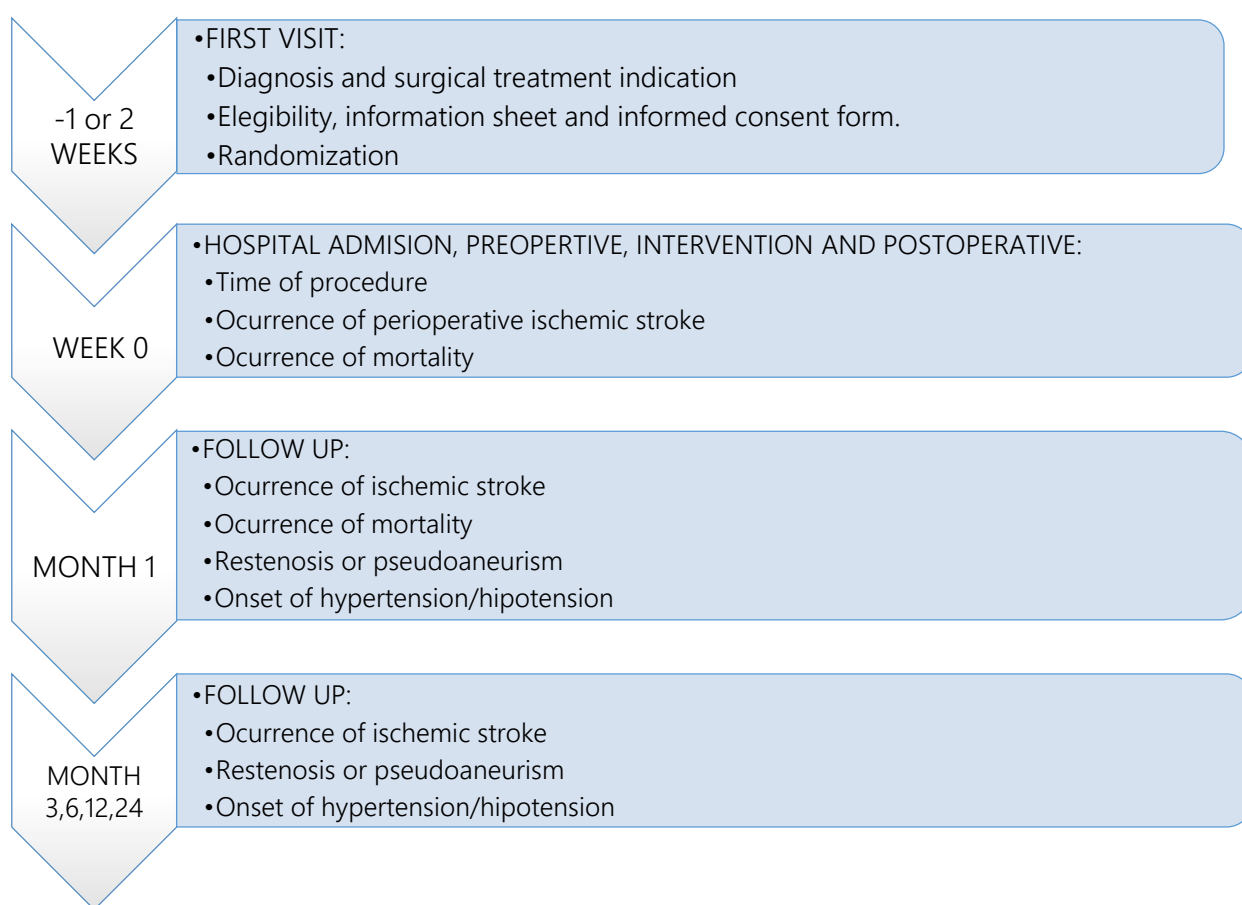 -1 or 2
WEEKS
•FIRST VISIT:
•Diagnosis and surgical treatment indication
•Elegibility, information sheet and informed consent form.
•Randomization
WEEK 0
•HOSPITAL ADMISION, PREOPERTIVE, INTERVENTION AND POSTOPERATIVE:
•Time of procedure
•Ocurrence of perioperative ischemic stroke
•Ocurrence of mortality
MONTH 1
•FOLLOW UP:
•Ocurrence of ischemic stroke
•Ocurrence of mortality
•Restenosis or pseudoaneurism
•Onset of hypertension/hipotension
MONTH
3,6,12,24
•FOLLOW UP:
•Ocurrence of ischemic stroke
•Restenosis or pseudoaneurism
•Onset of hypertension/hipotension